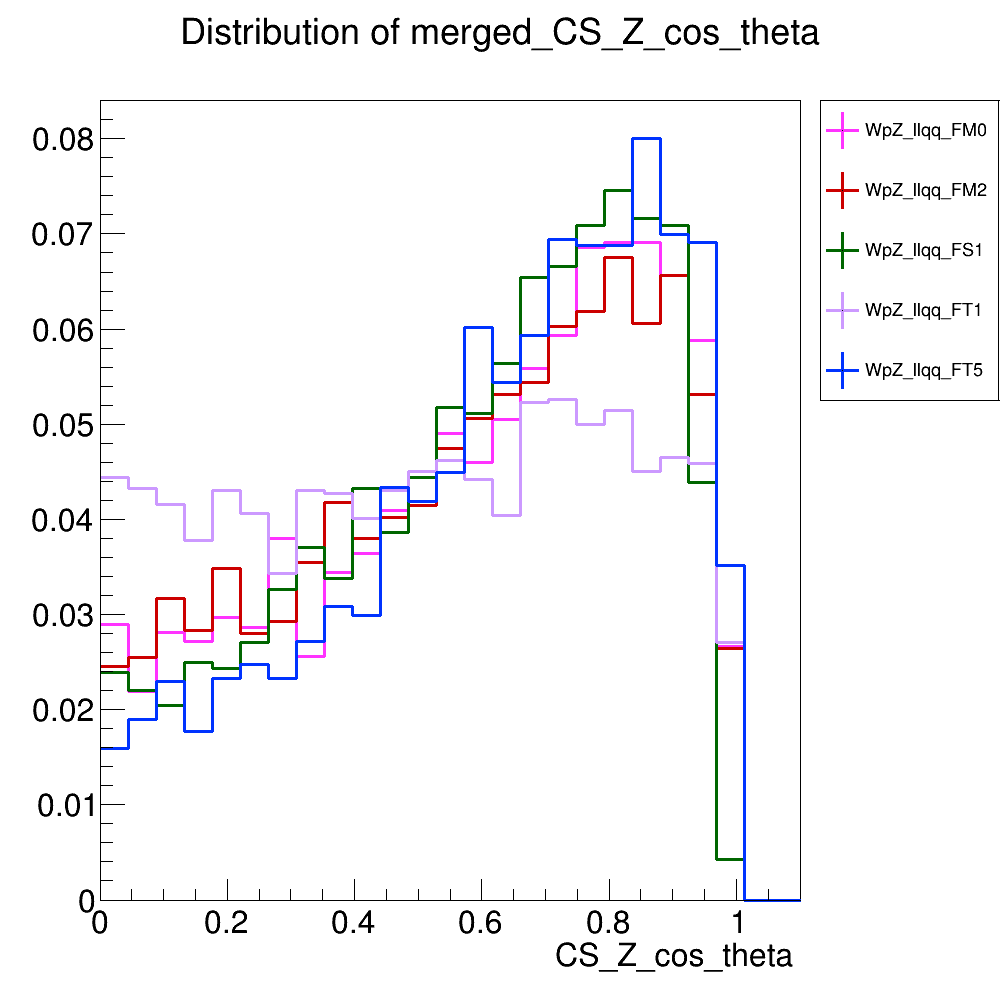 Distribution of merged_CS_Z_cos_theta
0.08
0.07
0.06
0.05
0.04
0.03
0.02
0.01
0
0 0.2 0.4 0.6 0.8 1
CS_Z_cos_theta
WpZ_llqq_FM0
WpZ_llqq_FM2
WpZ_llqq_FS1
WpZ_llqq_FT1
WpZ_llqq_FT5